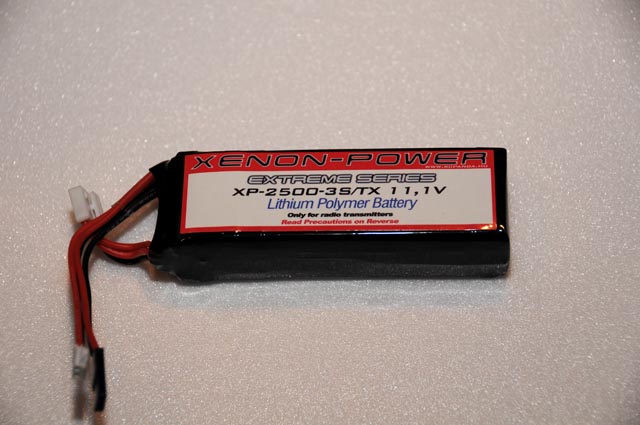 XENON-POWER
EXTREME SERIES
XP-2500-3S/TX 11,1V
Lithium Polymer Battery
Only for radio transmitters
Read Precautions on Reverse